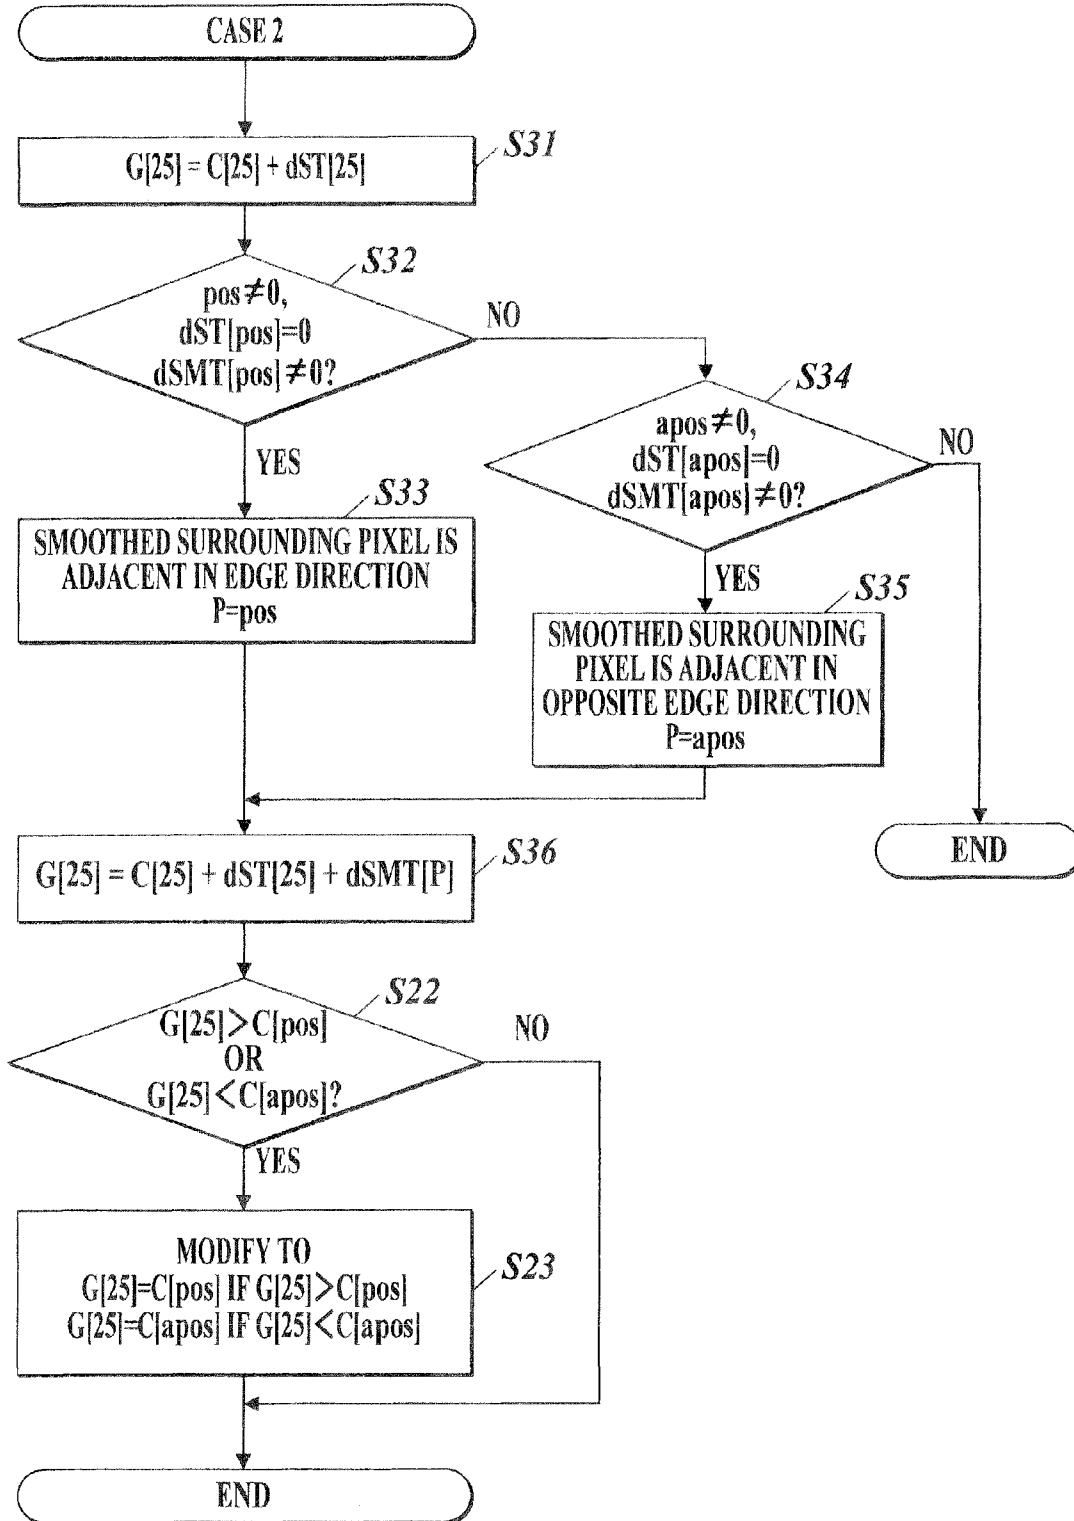 CASE 2
S31
G[25] = C[25] + dST[25]
S32
pos≠0,
dST[pos]=0
dSMT[pos]≠0?
NO
S34
apos≠0,
dST[apos]=0
dSMT[apos]≠0?
NO
YES
S33
SMOOTHED SURROUNDING PIXEL IS
ADJACENT IN EDGE DIRECTION
P=pos
YES
S35
SMOOTHED SURROUNDING
PIXEL IS ADJACENT IN
OPPOSITE EDGE DIRECTION
P=apos
S36
G[25] = C[25] + dST[25] + dSMT[P]
END
S22
G[25]>C[pos]
OR
G[25]<C[apos]?
NO
YES
MODIFY TO
G[25]=C[pos] IF G[25]>C[pos]
G[25]=C[apos] IF G[25]<C[apos]
S23
END